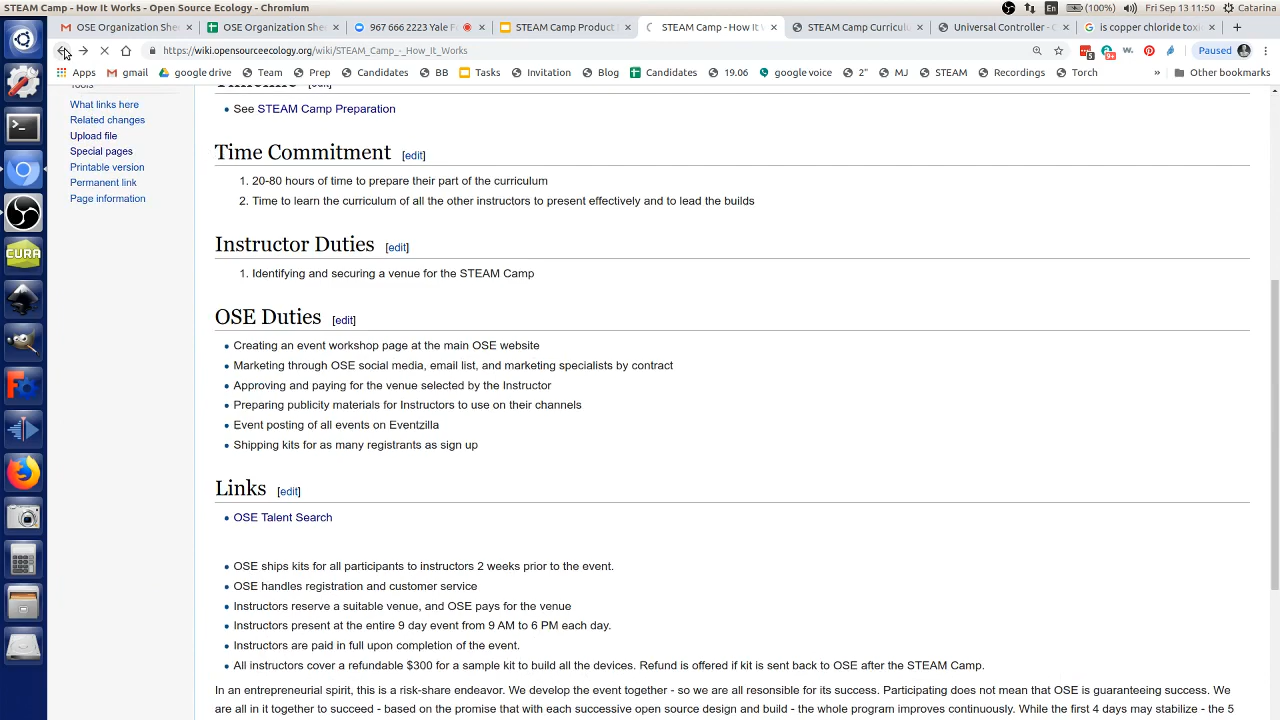 STEAM Camp - How It Works - Open Source Ecology - Chromium
En (100%) Fri Sep 13 11:50 Catarina
OSE Organization She × OSE Organization She × 967 666 2223 Yale P × STEAM Camp Product × STEAM Camp - How It W × STEAM Camp Curricul × Universal Controller - O × is copper chloride toxi ×
https://wiki.opensourceecology.org/wiki/STEAM_Camp_-_How_It_Works 5 9+ W. Paused
Apps gmail google drive Team Prep Candidates BB Tasks Invitation Blog Candidates 19.06 google voice 2" MJ STEAM Recordings Torch » Other bookmarks
Tools
What links here
Related changes
Upload file
Special pages
Printable version
Permanent link
Page information
Timeline [edit]
• See STEAM Camp Preparation
Time Commitment [edit]
1. 20-80 hours of time to prepare their part of the curriculum
2. Time to learn the curriculum of all the other instructors to present effectively and to lead the builds
Instructor Duties [edit]
1. Identifying and securing a venue for the STEAM Camp
OSE Duties [edit]
• Creating an event workshop page at the main OSE website
• Marketing through OSE social media, email list, and marketing specialists by contract
• Approving and paying for the venue selected by the Instructor
• Preparing publicity materials for Instructors to use on their channels
• Event posting of all events on Eventzilla
• Shipping kits for as many registrants as sign up
Links [edit]
• OSE Talent Search
• OSE ships kits for all participants to instructors 2 weeks prior to the event.
• OSE handles registration and customer service
• Instructors reserve a suitable venue, and OSE pays for the venue
• Instructors present at the entire 9 day event from 9 AM to 6 PM each day.
• Instructors are paid in full upon completion of the event.
• All instructors cover a refundable $300 for a sample kit to build all the devices. Refund is offered if kit is sent back to OSE after the STEAM Camp.
In an entrepreneurial spirit, this is a risk-share endevor. We develop the event together - so we are all resonsible for its success. Participating does not mean that OSE is guaranteeing success. We
are all in it together to succeed - based on the promise that with each successive open source design and build - the whole program improves continuously. While the first 4 days may stabilize - the 5
CURA